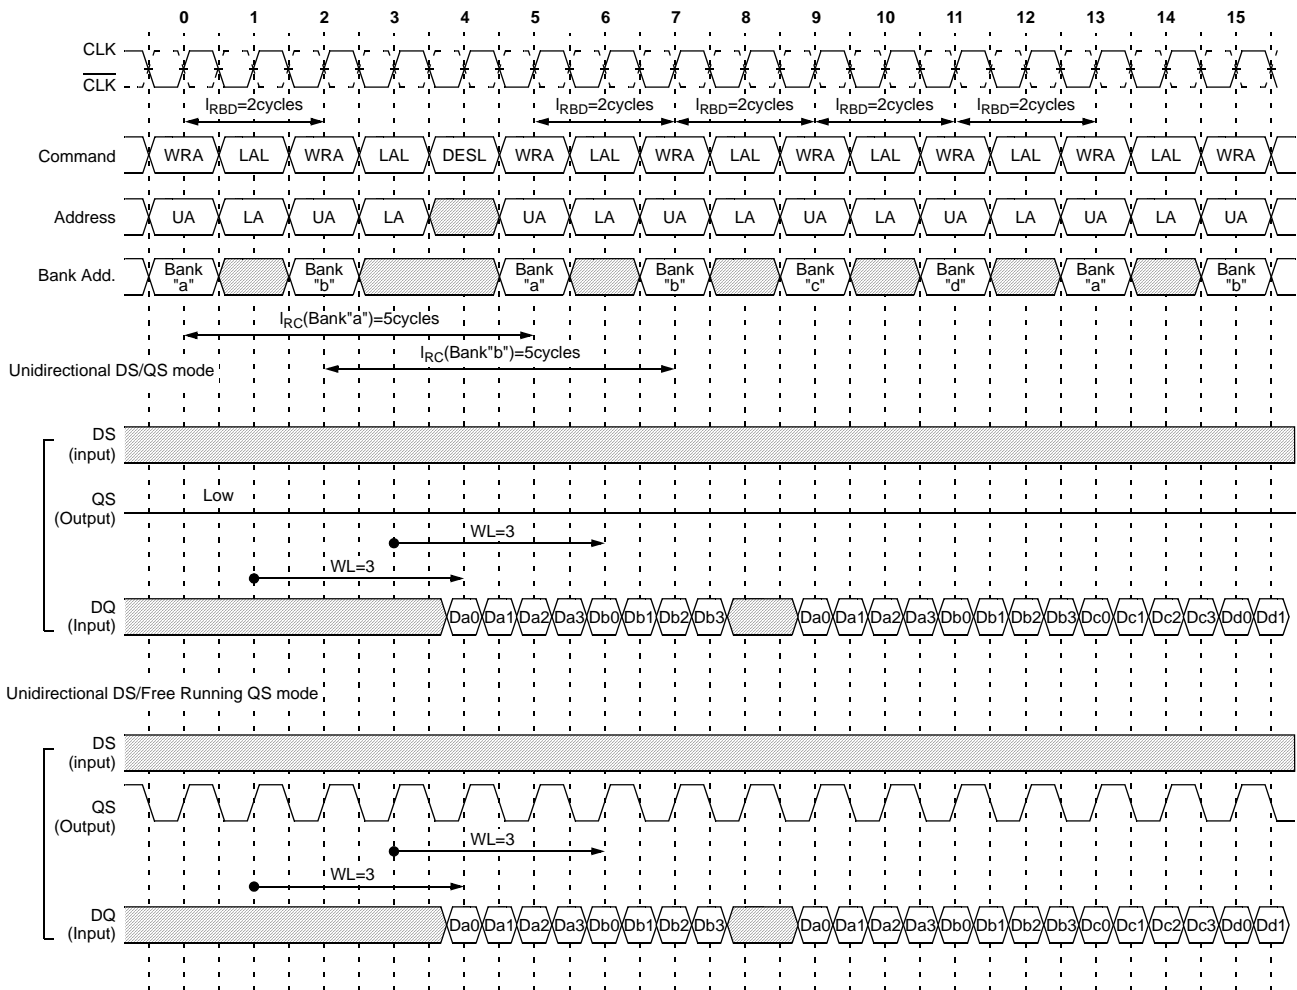 0 1 2 3 4 5 6 7 8 9 10 11 12 13 14 15
CLK
CLK
IRBD=2cycles IRBD=2cycles IRBD=2cycles IRBD=2cycles IRBD=2cycles
Command WRA LAL WRA LAL DESL WRA LAL WRA LAL WRA LAL WRA LAL WRA LAL WRA
Address UA LA UA LA UA LA UA LA UA LA UA LA UA LA UA
Bank Add. Bank "a" Bank "b" Bank "a" Bank "b" Bank "c" Bank "d" Bank "a" Bank "b"
IRC(Bank"a")=5cycles
IRC(Bank"b")=5cycles
Unidirectional DS/QS mode
DS
(input)
QS
(Output)
Low
WL=3
WL=3
DQ
(Input)
Da0 Da1 Da2 Da3 Db0 Db1 Db2 Db3 Da0 Da1 Da2 Da3 Db0 Db1 Db2 Db3 Dc0 Dc1 Dc2 Dc3 Dd0 Dd1
Unidirectional DS/Free Running QS mode
DS
(input)
QS
(Output)
WL=3
WL=3
DQ
(Input)
Da0 Da1 Da2 Da3 Db0 Db1 Db2 Db3 Da0 Da1 Da2 Da3 Db0 Db1 Db2 Db3 Dc0 Dc1 Dc2 Dc3 Dd0 Dd1